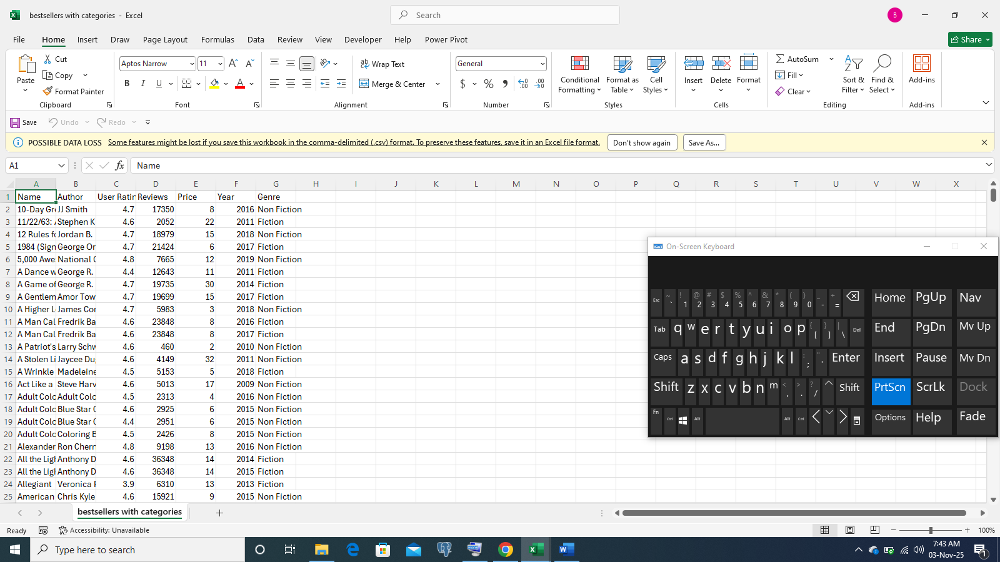 bestsellers with categories - Excel
Search
B
File Home Insert Draw Page Layout Formulas Data Review View Developer Help Power Pivot
Share
Paste
Cut
Copy
Format Painter
Clipboard
Aptos Narrow 11
B I U
Font
Wrap Text
Merge & Center
Alignment
General
$ % 9
Number
Conditional Formatting
Format as Table
Cell Styles
Styles
Insert Delete Format
Cells
AutoSum
Fill
Clear
Sort & Filter
Find & Select
Editing
Add-ins
Add-ins
Save Undo Redo
POSSIBLE DATA LOSS Some features might be lost if you save this workbook in the comma-delimited (.csv) format. To preserve these features, save it in an Excel file format. Don't show again Save As...
A1 fx Name
A B C D E F G H I J K L M N O P Q R S T U V W X
1 Name Author User Ratin Reviews Price Year Genre
2 10-Day Gr JJ Smith 4.7 17350 8 2016 Non Fiction
3 11/22/63: Stephen K 4.6 2052 22 2011 Fiction
4 12 Rules fo Jordan B. 4.7 18979 15 2018 Non Fiction
5 1984 (Sign George Or 4.7 21424 6 2017 Fiction
6 5,000 Awe National 4.8 7665 12 2019 Non Fiction
7 A Dance w George R. 4.4 12643 11 2011 Fiction
8 A Game of George R. 4.7 19735 30 2014 Fiction
9 A Gentlem Amor Tow 4.7 19699 15 2017 Fiction
10 A Higher L James Cor 4.7 5983 3 2018 Non Fiction
11 A Man Cal Fredrik Ba 4.6 23848 8 2016 Fiction
12 A Man Cal Fredrik Ba 4.6 23848 8 2017 Fiction
13 A Patriot's Larry Schw 4.6 460 2 2010 Non Fiction
14 A Stolen Li Jaycee Du 4.6 4149 32 2011 Non Fiction
15 A Wrinkle Madeleine 4.5 5153 5 2018 Fiction
16 Act Like a Steve Harv 4.6 5013 17 2009 Non Fiction
17 Adult Colo Adult Colo 4.5 2313 4 2016 Non Fiction
18 Adult Colo Blue Star 4.6 2925 6 2015 Non Fiction
19 Adult Colo Blue Star 4.4 2951 6 2015 Non Fiction
20 Adult Colo Coloring B 4.5 2426 8 2015 Non Fiction
21 Alexander Ron Chern 4.8 9198 13 2016 Non Fiction
22 All the Ligh Anthony D 4.6 36348 14 2014 Fiction
23 All the Ligh Anthony D 4.6 36348 14 2015 Fiction
24 Allegiant Veronica 3.9 6310 13 2013 Fiction
25 American Chris Kyle 4.6 15921 9 2015 Non Fiction
On-Screen Keyboard
Esc ~ ` ! 1 @ 2 # 3 $ 4 % 5 ^ 6 & 7 * 8 ( 9 ) 0 _ - + = Home PgUp Nav
Tab q w e r t y u i o p { [ } ] | \ Del End PgDn Mv Up
Caps a s d f g h j k l : ; " ' Enter Insert Pause Mv Dn
Shift z x c v b n m < , > . ? / Shift PrtScn ScrLk Dock
Fn Ctrl Alt Alt Ctrl Options Help Fade
bestsellers with categories
Ready Accessibility: Unavailable 100%
Type here to search
7:43 AM
03-Nov-25
1